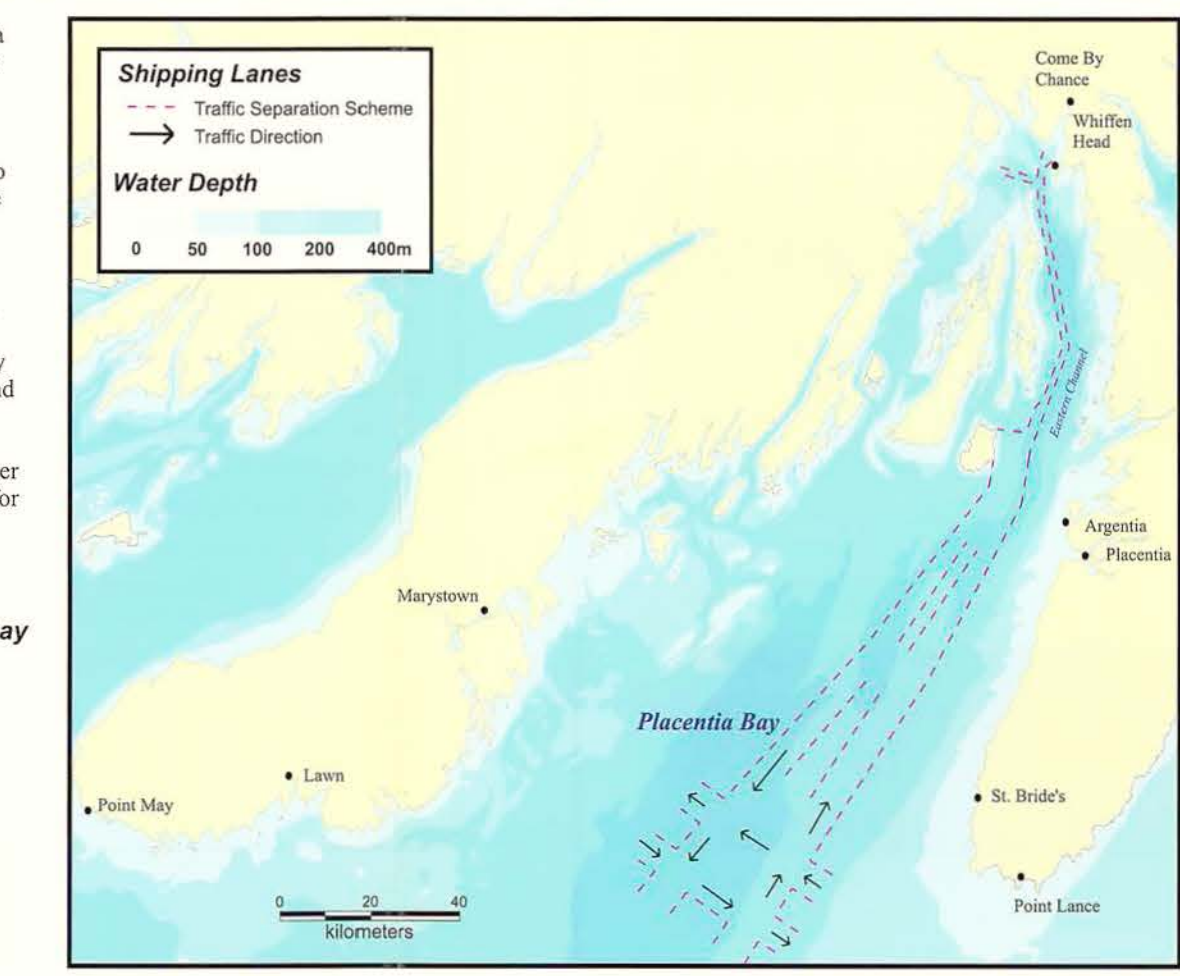 Shipping Lanes
Traffic Separation Scheme
Traffic Direction
Water Depth
0 50 100 200 400m
Come By
Chance
Whiffen
Head
Eastern Channel
Argentia
Placentia
Marystown
Placentia Bay
Lawn
Point May
St. Bride's
Point Lance
0 20 40
kilometers
ay